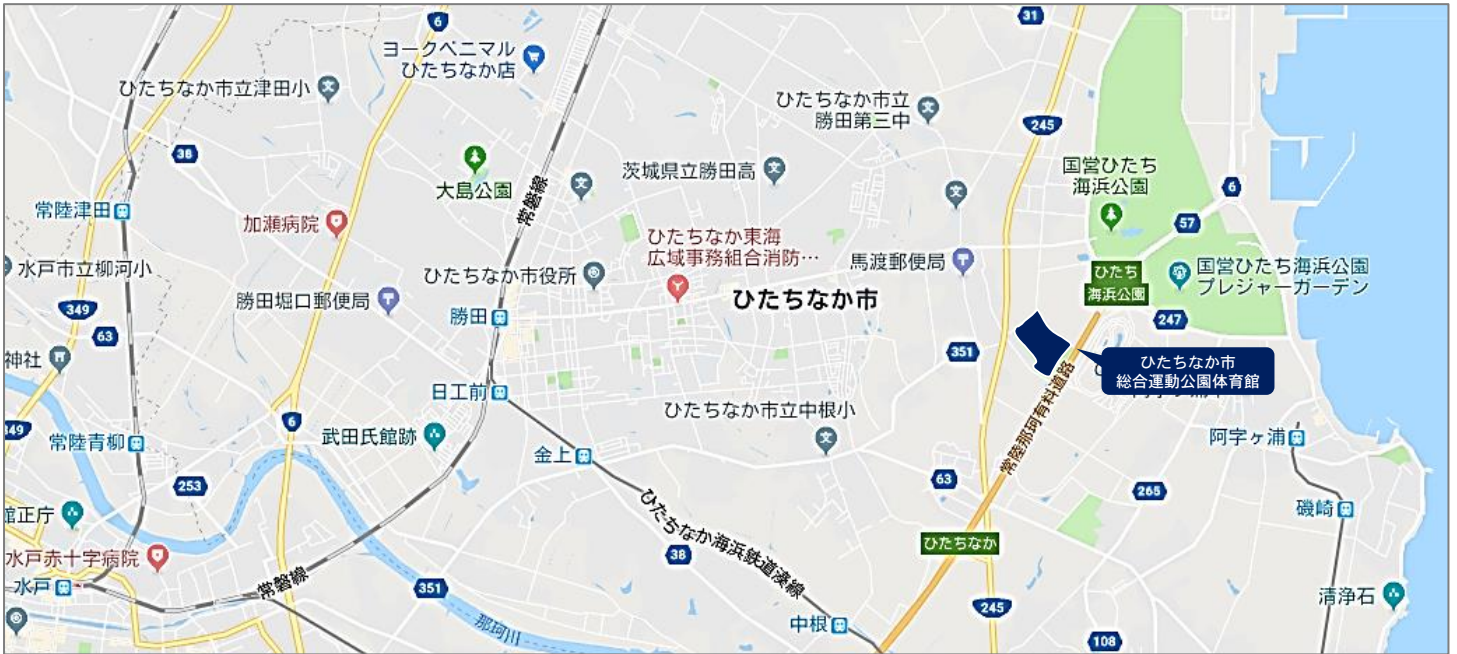 6
31
ヨークベニマル
ひたちなか店
ひたちなか市立津田小
ひたちなか市立
勝田第三中
245
38
国営ひたち
海浜公園
茨城県立勝田高
大島公園
常磐線
6
常陸津田
加瀬病院
57
ひたちなか東海
広域事務組合消防…
水戸市立柳河小
ひたちなか市役所
馬渡郵便局
ひたち
海浜公園
国営ひたち海浜公園
プレジャーガーデン
勝田堀口郵便局
ひたちなか市
349
勝田
247
63
神社
351
ひたちなか市
総合運動公園体育館
日工前
常陸那珂有料道路
ひたちなか市立中根小
6
349
武田氏館跡
阿字ヶ浦
常陸青柳
金上
63
253
265
館正庁
ひたちなか海浜鉄道湊線
磯崎
水戸赤十字病院
38
ひたちなか
水戸
常磐線
351
245
清浄石
那珂川
中根
108